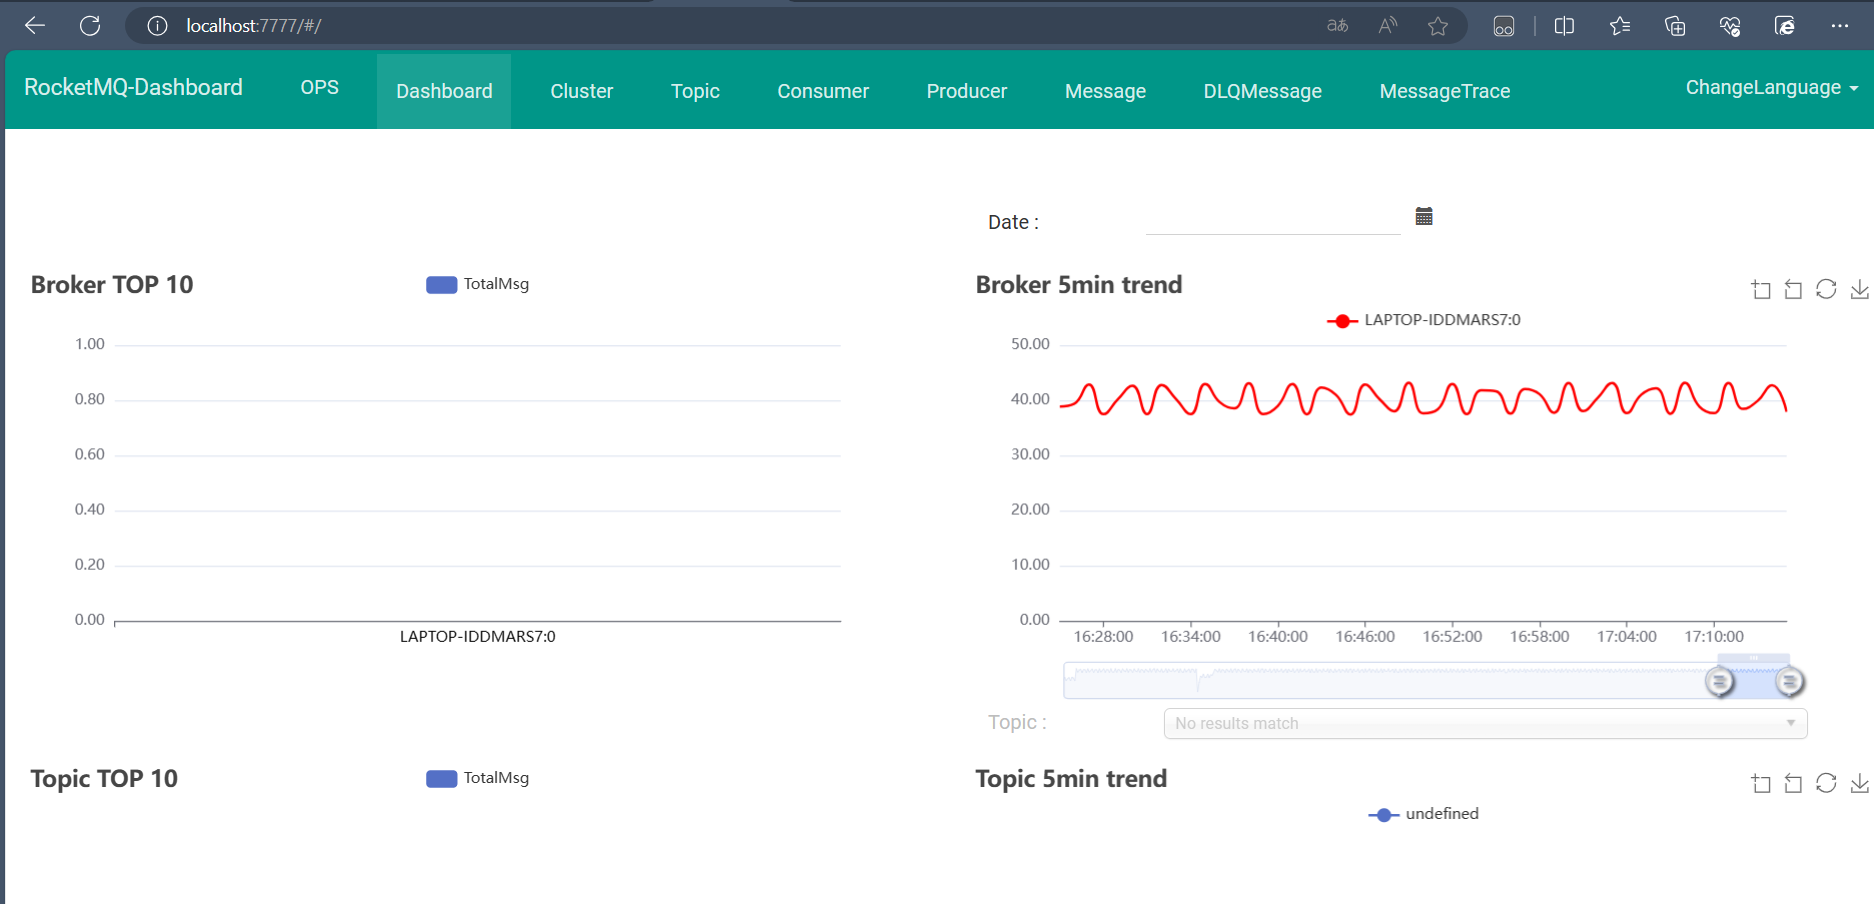 localhost:7777/#/
RocketMQ-Dashboard OPS Dashboard Cluster Topic Consumer Producer Message DLQMessage MessageTrace ChangeLanguage
Date :
Broker TOP 10
TotalMsg
1.00
0.80
0.60
0.40
0.20
0.00
LAPTOP-IDDMARS7:0
Broker 5min trend
LAPTOP-IDDMARS7:0
50.00
40.00
30.00
20.00
10.00
0.00
16:28:00 16:34:00 16:40:00 16:46:00 16:52:00 16:58:00 17:04:00 17:10:00
Topic : No results match
Topic TOP 10
TotalMsg
Topic 5min trend
undefined